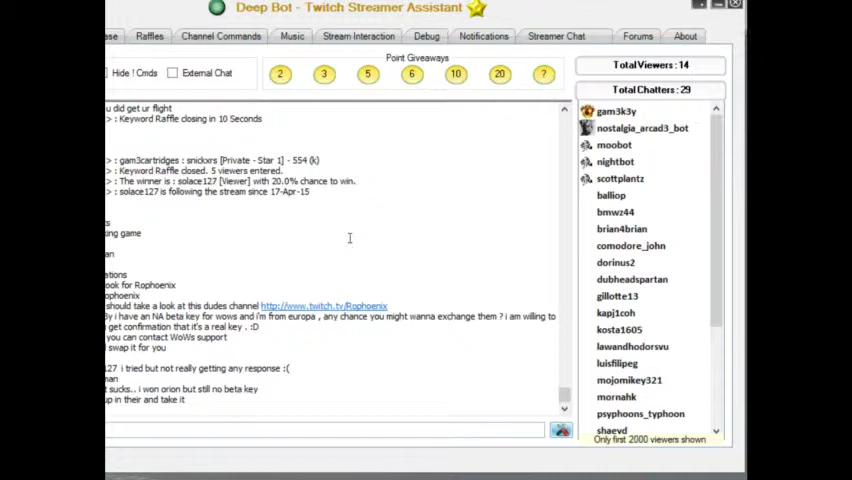 Deep Bot - Twitch Streamer Assistant
Raffles Channel Commands Music Stream Interaction Debug Notifications Streamer Chat Forums About
Hide ! Cmds External Chat
Point Giveaways
2 3 5 6 10 20 ?
Total Viewers : 14
Total Chatters : 29
u did get ur flight
> : Keyword Raffle closing in 10 Seconds
> : gam3cartridges : snickrs [Private - Star 1] - 554 (k)
> : Keyword Raffle closed. 5 viewers entered.
> : The winner is : solace127 [Viewer] with 20.0% chance to win.
> : solace127 is following the stream since 17-Apr-15
king game
ations
ook for Rophoenix
ophoenix
should take a look at this dudes channel http://www.twitch.tv/Rophoenix
3y i have an NA beta key for wows and i'm from europa , any chance you might wanna exchange them ? i am willing to
get confirmation that it's a real key . :D
you can contact WoWs support
l swap it for you
127 i tried but not really getting any response :(
man
t sucks.. i won orion but still no beta key
up in their and take it
gam3k3y
nostalgia_arcad3_bot
moobot
nightbot
scottplantz
balliop
bmwz44
brian4brian
comodore_john
dorinus2
dubheadspartan
gillotte13
kapj1coh
kosta1605
lawandhodorsvu
luisfilipeg
mojomikey321
mornahk
psyphoons_typhoon
shaevd
Only first 2000 viewers shown